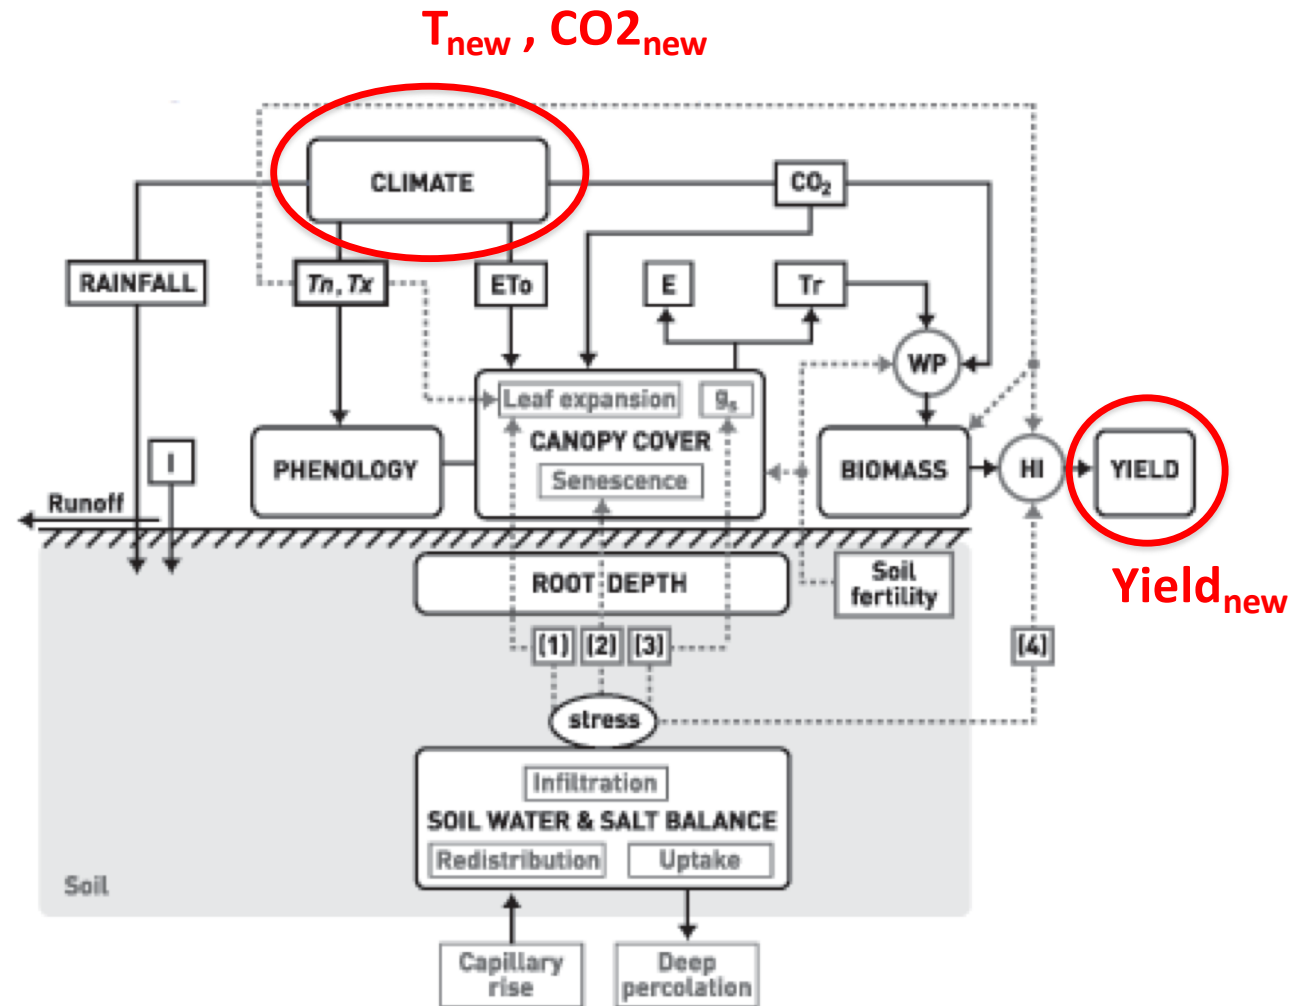 Tnew , CO2new
CLIMATE
CO₂
RAINFALL
Tn, Tx
ETo
E
Tr
WP
Leaf expansion
gs
CANOPY COVER
Senescence
PHENOLOGY
I
BIOMASS
HI
YIELD
Runoff
Yieldnew
ROOT DEPTH
Soil
fertility
(1)
(2)
(3)
(4)
stress
Infiltration
SOIL WATER & SALT BALANCE
Redistribution
Uptake
Soil
Capillary
rise
Deep
percolation